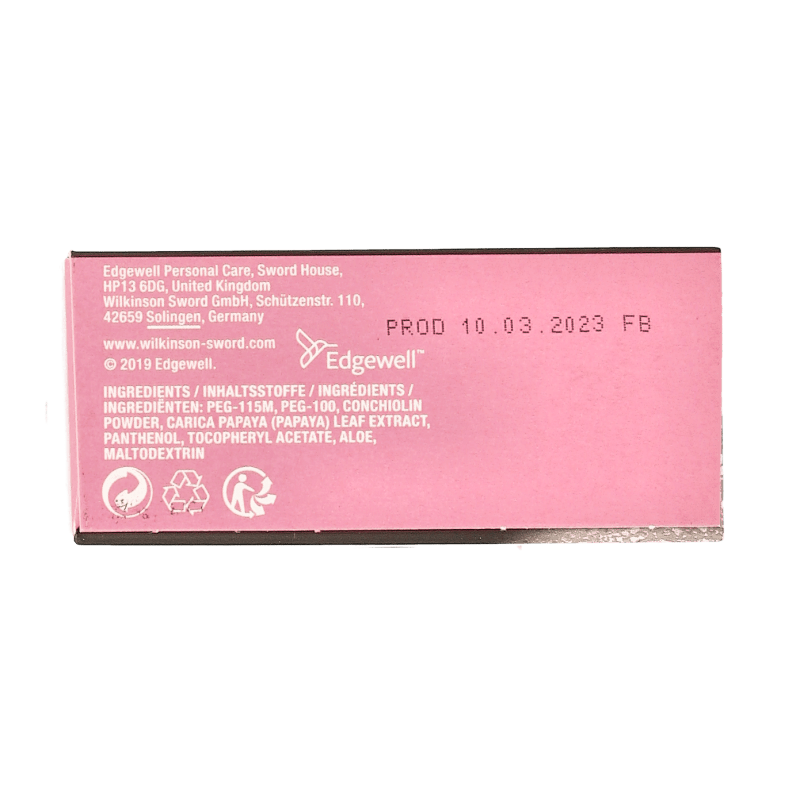 Edgewell Personal Care, Sword House,
HP13 6DG, United Kingdom
Wilkinson Sword GmbH, Schützenstr. 110,
42659 Solingen, Germany
www.wilkinson-sword.com
© 2019 Edgewell.
Edgewell™
PROD 10.03.2023 FB
INGREDIENTS / INHALTSSTOFFE / INGRÉDIENTS /
INGREDIËNTEN: PEG-115M, PEG-100, CONCHIOLIN
POWDER, CARICA PAPAYA (PAPAYA) LEAF EXTRACT,
PANTHENOL, TOCOPHERYL ACETATE, ALOE,
MALTODEXTRIN